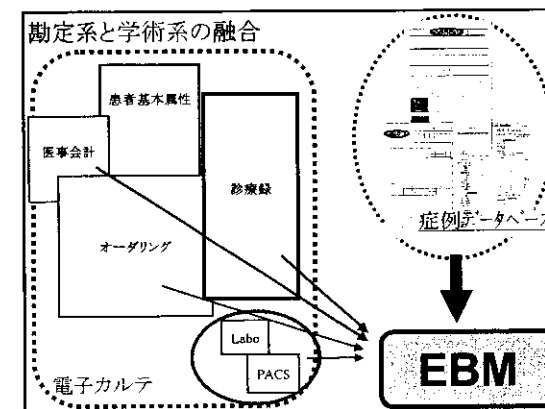 勘定系と学術系の融合
患者基本属性
医事会計
診療録
オーダリング
症例データベース
Labo
PACS
電子カルテ
EBM